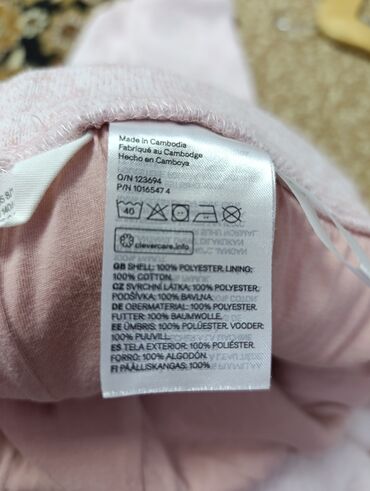 Made in Cambodia
Fabriqué au Cambodge
Hecho en Camboya
O/N 123694
P/N 1016547 4
40
clevercare.info
GB SHELL: 100% POLYESTER. LINING:
100% COTTON.
CZ SVRCHNÍ LÁTKA: 100% POLYESTER.
PODŠÍVKA: 100% BAVLNA.
DE OBERMATERIAL: 100% POLYESTER.
FUTTER: 100% BAUMWOLLE.
EE ÜMBRIS: 100% POLÜESTER. VOODER:
100% PUUVILL.
ES TELA EXTERIOR: 100% POLIÉSTER.
FORRO: 100% ALGODÓN.
FI PÄÄLLISKANGAS: 100%